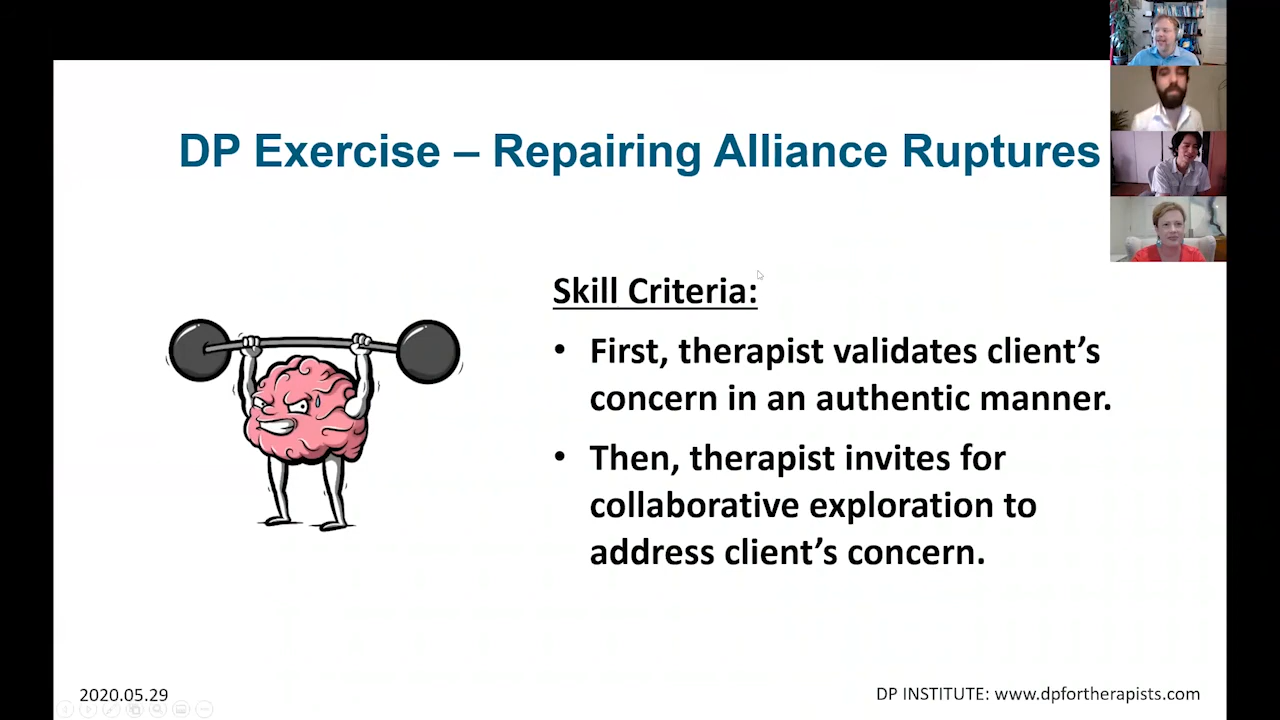 DP Exercise – Repairing Alliance Ruptures
Skill Criteria:
• First, therapist validates client’s
concern in an authentic manner.
• Then, therapist invites for
collaborative exploration to
address client’s concern.
2020.05.29
DP INSTITUTE: www.dpfortherapists.com